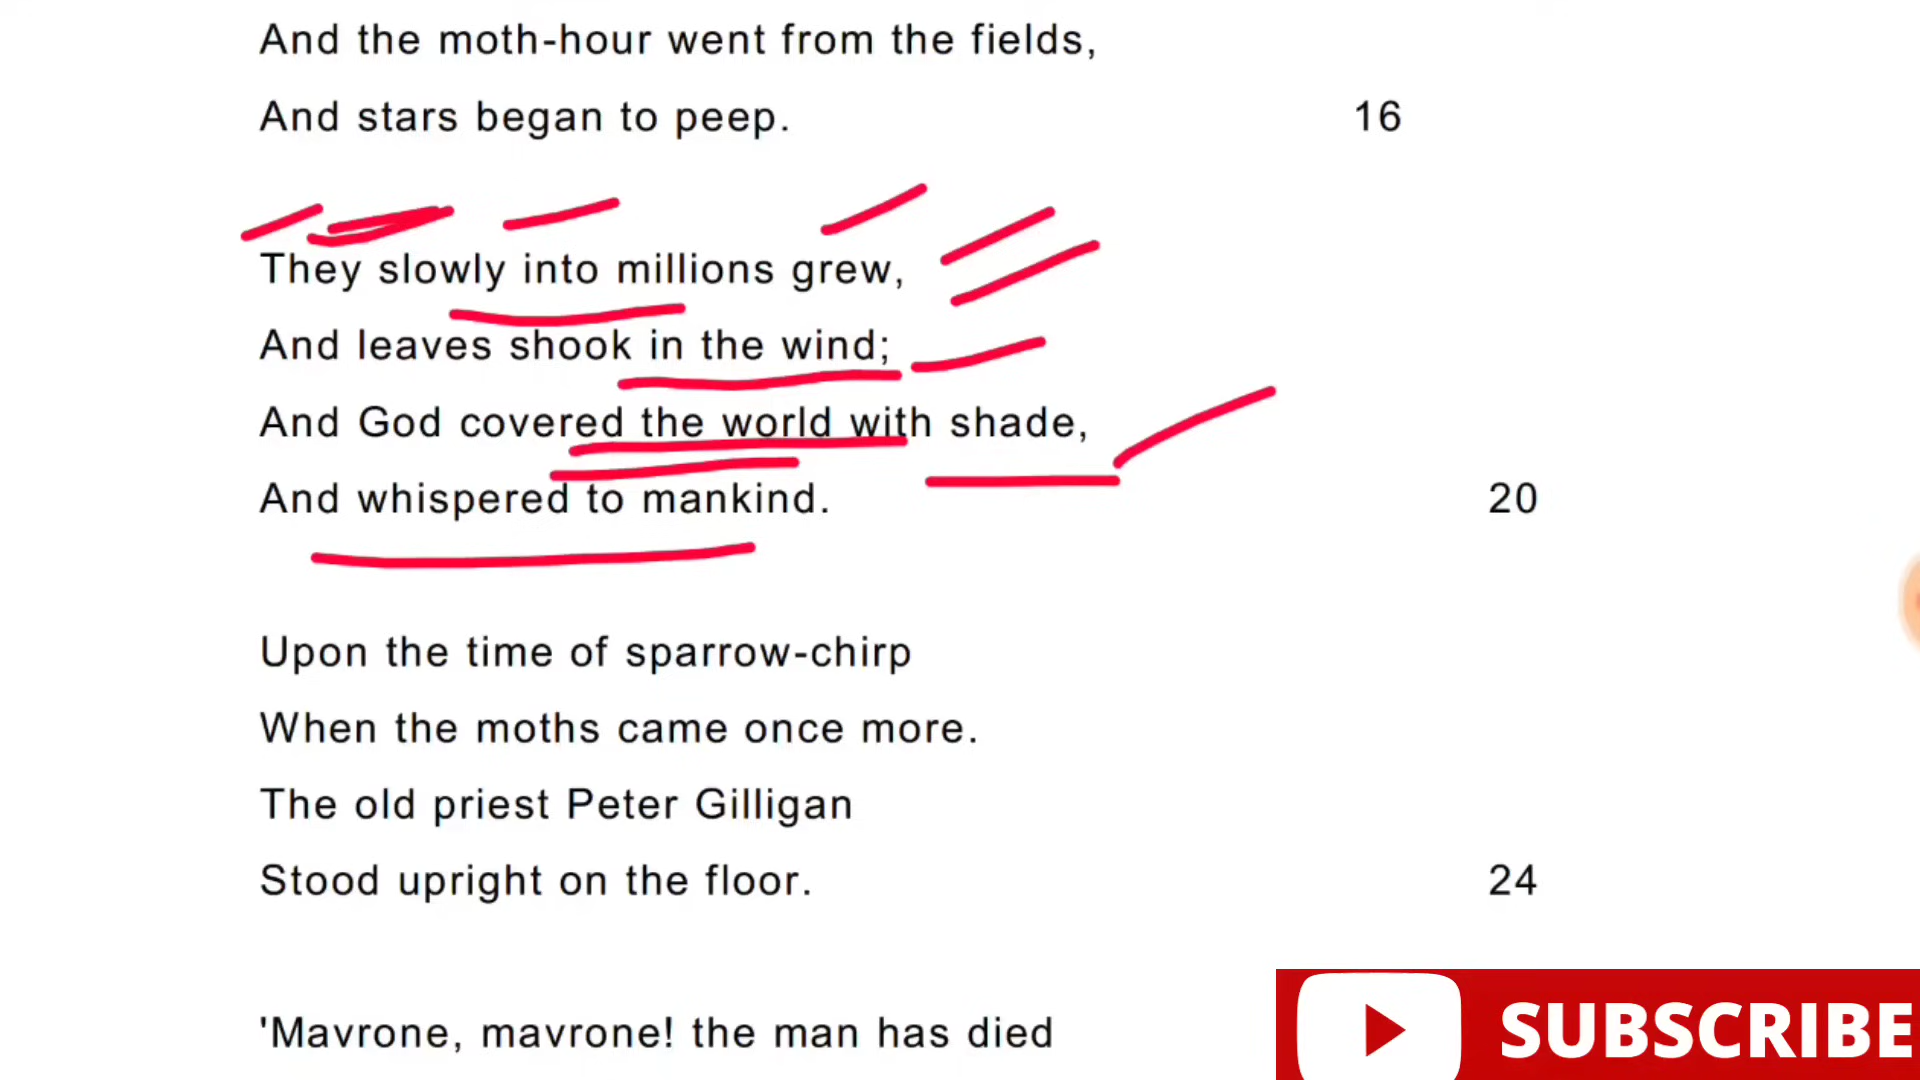 And the moth-hour went from the fields,
And stars began to peep. 16
They slowly into millions grew,
And leaves shook in the wind;
And God covered the world with shade,
And whispered to mankind. 20
Upon the time of sparrow-chirp
When the moths came once more.
The old priest Peter Gilligan
Stood upright on the floor. 24
'Mavrone, mavrone! the man has died
SUBSCRIBE